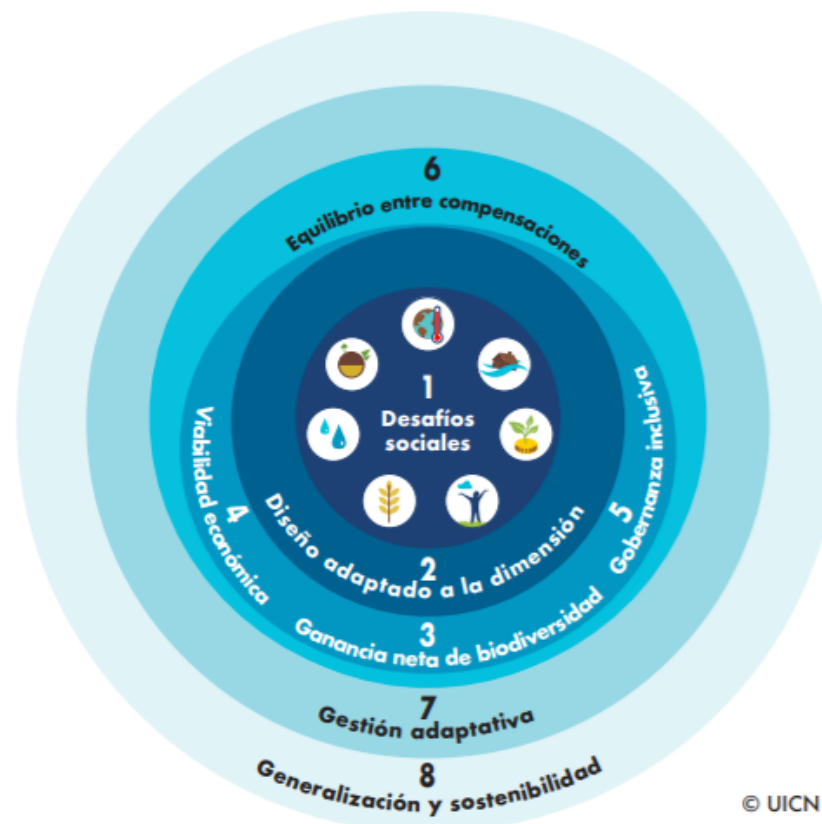 6
Equilibrio entre compensaciones
1
Desafíos
sociales
2
Diseño adaptado a la dimensión
3
Ganancia neta de biodiversidad
4
Viabilidad económica
5
Gobernanza inclusiva
7
Gestión adaptativa
8
Generalización y sostenibilidad
© UICN